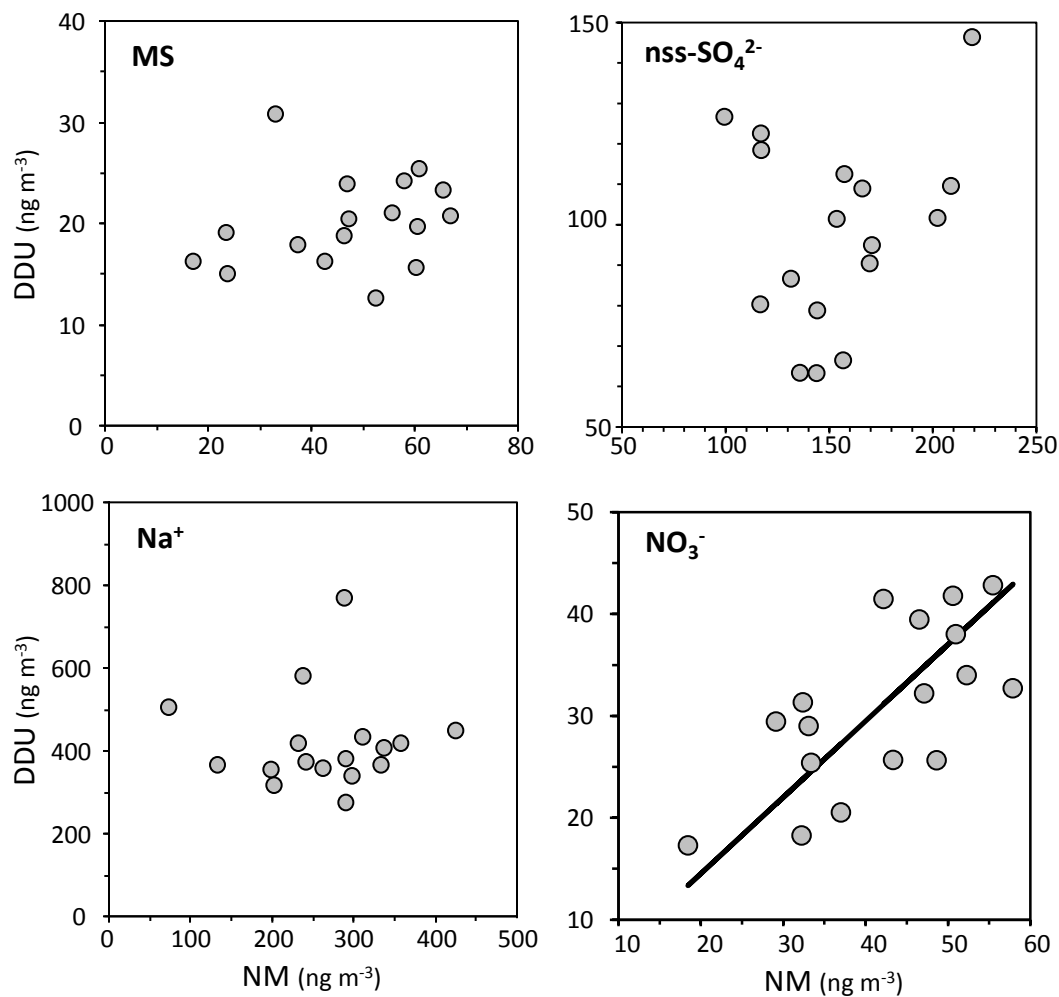 MS
40
30
20
10
0
0 20 40 60 80
DDU (ng m⁻³)
nss-SO₄²⁻
150
100
50
50 100 150 200 250
Na⁺
1000
800
600
400
200
0
0 100 200 300 400 500
DDU (ng m⁻³)
NM (ng m⁻³)
NO₃⁻
50
40
30
20
10
10 20 30 40 50 60
NM (ng m⁻³)